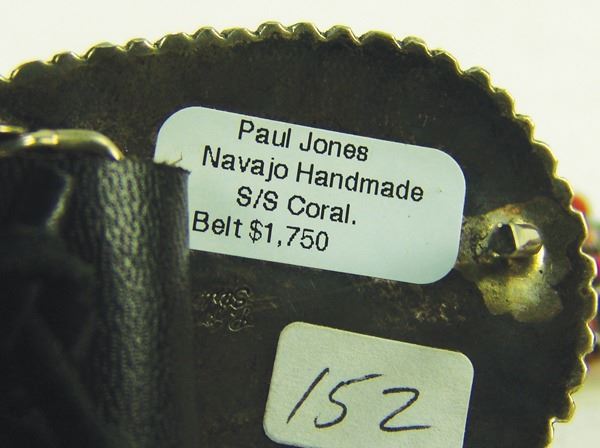 Paul Jones
Navajo Handmade
S/S Coral.
Belt $1,750
152